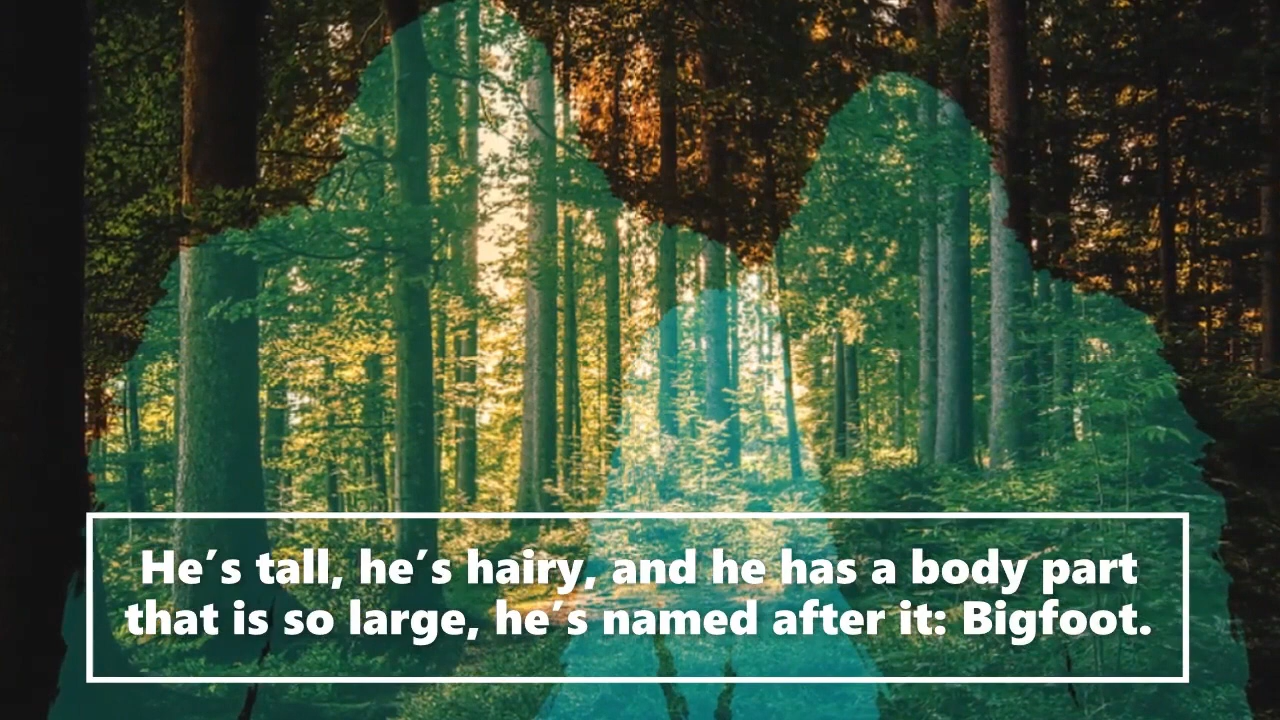 He′s tall, he′s hairy, and he has a body part
that is so large, he′s named after it: Bigfoot.